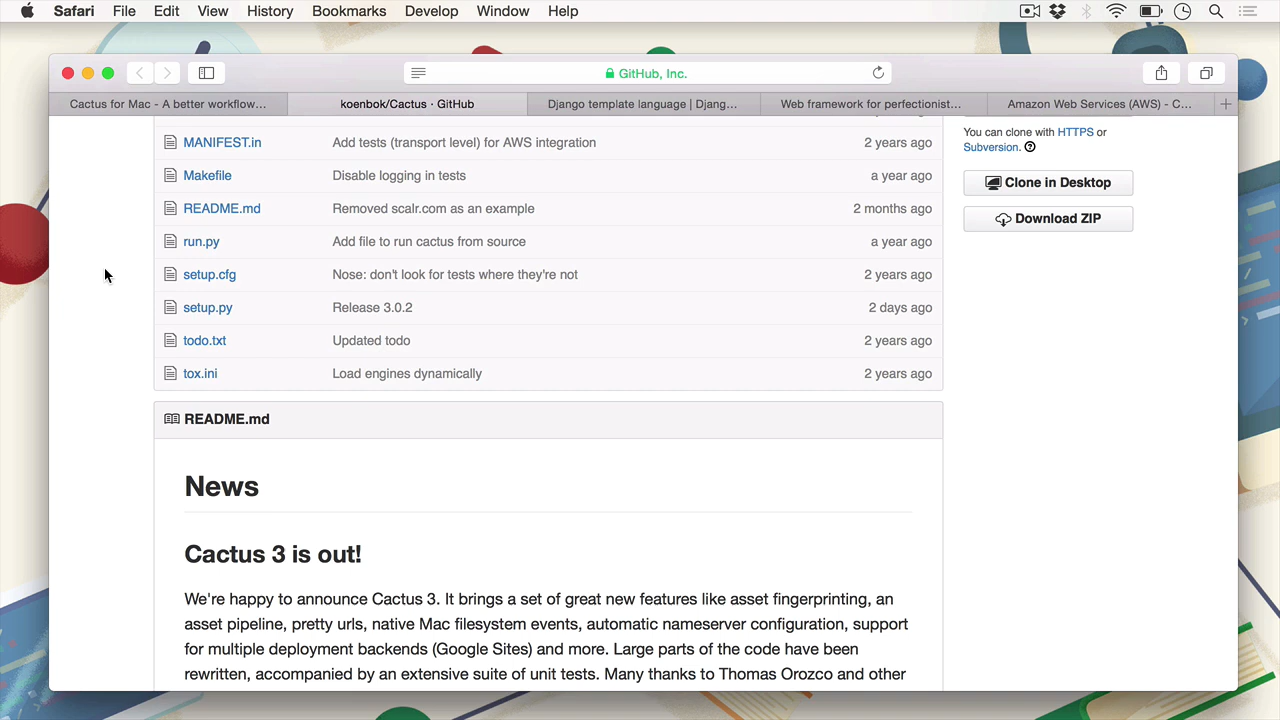 Safari File Edit View History Bookmarks Develop Window Help
GitHub, Inc.
Cactus for Mac - A better workflow... koenbok/Cactus · GitHub Django template language | Djang... Web framework for perfectionist... Amazon Web Services (AWS) - C...
MANIFEST.in Add tests (transport level) for AWS integration 2 years ago
Makefile Disable logging in tests a year ago
README.md Removed scalr.com as an example 2 months ago
run.py Add file to run cactus from source a year ago
setup.cfg Nose: don't look for tests where they're not 2 years ago
setup.py Release 3.0.2 2 days ago
todo.txt Updated todo 2 years ago
tox.ini Load engines dynamically 2 years ago
You can clone with HTTPS or
Subversion.
Clone in Desktop
Download ZIP
README.md
News
Cactus 3 is out!
We're happy to announce Cactus 3. It brings a set of great new features like asset fingerprinting, an
asset pipeline, pretty urls, native Mac filesystem events, automatic nameserver configuration, support
for multiple deployment backends (Google Sites) and more. Large parts of the code have been
rewritten, accompanied by an extensive suite of unit tests. Many thanks to Thomas Orozco and other